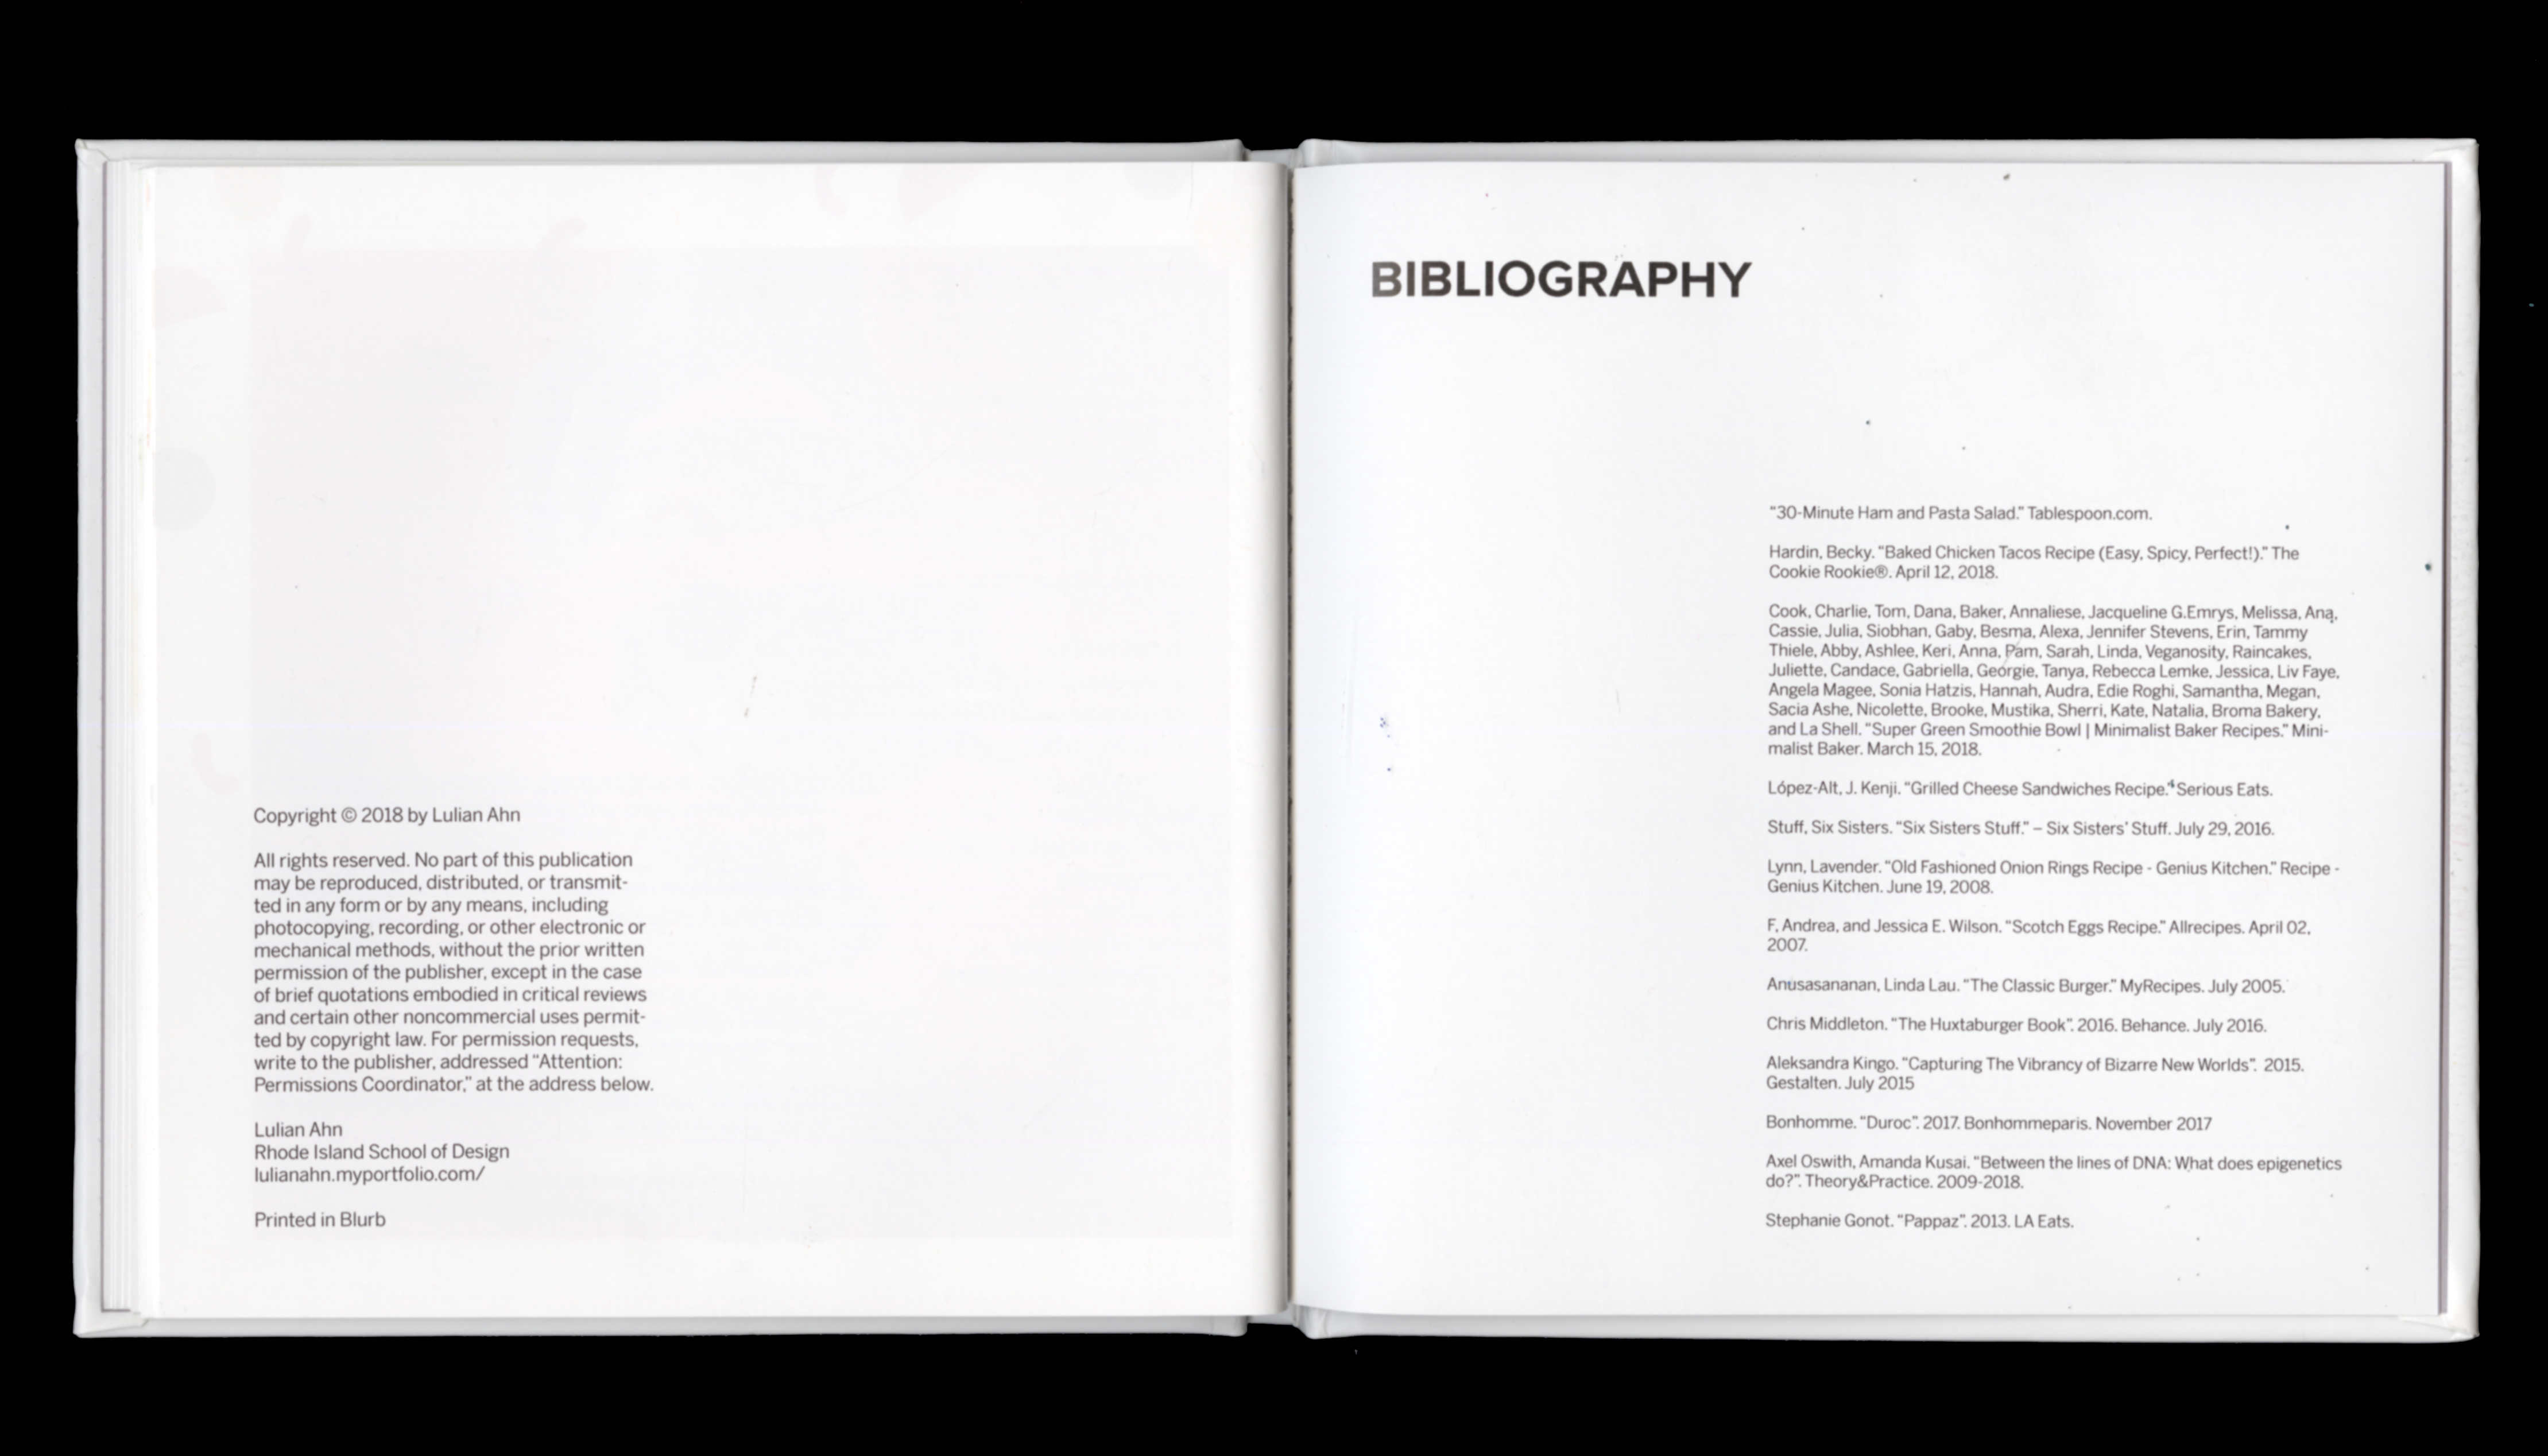 Copyright © 2018 by Lulian Ahn
All rights reserved. No part of this publication
may be reproduced, distributed, or transmit-
ted in any form or by any means, including
photocopying, recording, or other electronic or
mechanical methods, without the prior written
permission of the publisher, except in the case
of brief quotations embodied in critical reviews
and certain other noncommercial uses permit-
ted by copyright law. For permission requests,
write to the publisher, addressed “Attention:
Permissions Coordinator,” at the address below.
Lulian Ahn
Rhode Island School of Design
lulianahn.myportfolio.com/
Printed in Blurb
BIBLIOGRAPHY
“30-Minute Ham and Pasta Salad.” Tablespoon.com.
Hardin, Becky. “Baked Chicken Tacos Recipe (Easy, Spicy, Perfect!).” The
Cookie Rookie®. April 12, 2018.
Cook, Charlie, Tom, Dana, Baker, Annaliese, Jacqueline G.Emrys, Melissa, Ana,
Cassie, Julia, Siobhan, Gaby, Besma, Alexa, Jennifer Stevens, Erin, Tammy
Thiele, Abby, Ashlee, Keri, Anna, Pam, Sarah, Linda, Veganosity, Raincakes,
Juliette, Candace, Gabriella, Georgie, Tanya, Rebecca Lemke, Jessica, Liv Faye,
Angela Magee, Sonia Hatzis, Hannah, Audra, Edie Roghi, Samantha, Megan,
Sacia Ashe, Nicolette, Brooke, Mustika, Sherri, Kate, Natalia, Broma Bakery,
and La Shell. “Super Green Smoothie Bowl | Minimalist Baker Recipes.” Mini-
malist Baker. March 15, 2018.
López-Alt, J. Kenji. “Grilled Cheese Sandwiches Recipe.” Serious Eats.
Stuff, Six Sisters. “Six Sisters Stuff.” – Six Sisters’ Stuff. July 29, 2016.
Lynn, Lavender. “Old Fashioned Onion Rings Recipe - Genius Kitchen.” Recipe -
Genius Kitchen. June 19, 2008.
F, Andrea, and Jessica E. Wilson. “Scotch Eggs Recipe.” Allrecipes. April 02,
2007.
Anusasananan, Linda Lau. “The Classic Burger.” MyRecipes. July 2005.
Chris Middleton. “The Huxtaburger Book”. 2016. Behance. July 2016.
Aleksandra Kingo. “Capturing The Vibrancy of Bizarre New Worlds”. 2015.
Gestalten. July 2015
Bonhomme. “Duroc”. 2017. Bonhommeparis. November 2017
Axel Oswith, Amanda Kusai. “Between the lines of DNA: What does epigenetics
do?”. Theory&Practice. 2009-2018.
Stephanie Gonot. “Pappaz”. 2013. LA Eats.